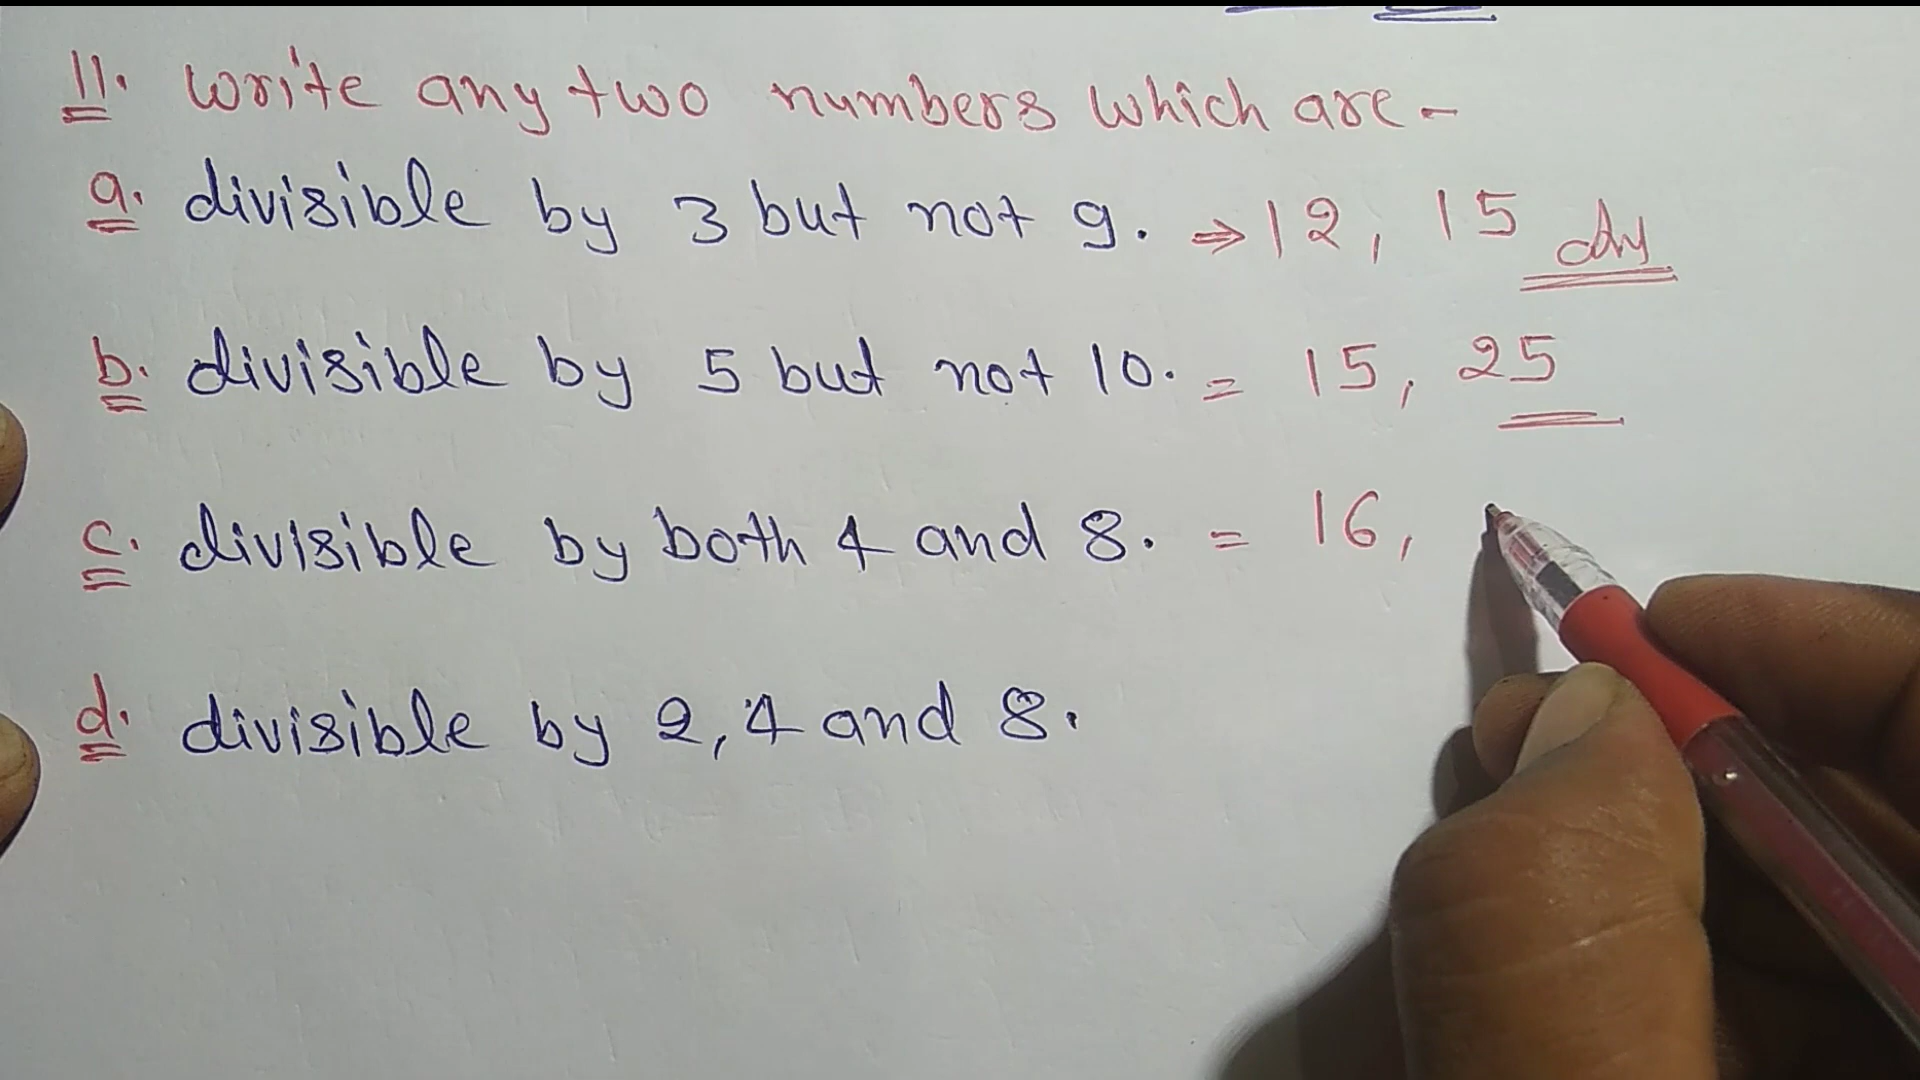 11. Write any two numbers which are -
a. divisible by 3 but not 9. ⇒ 12, 15 Ans
b. divisible by 5 but not 10. = 15, 25
c. divisible by both 4 and 8. = 16,
d. divisible by 2, 4 and 8.